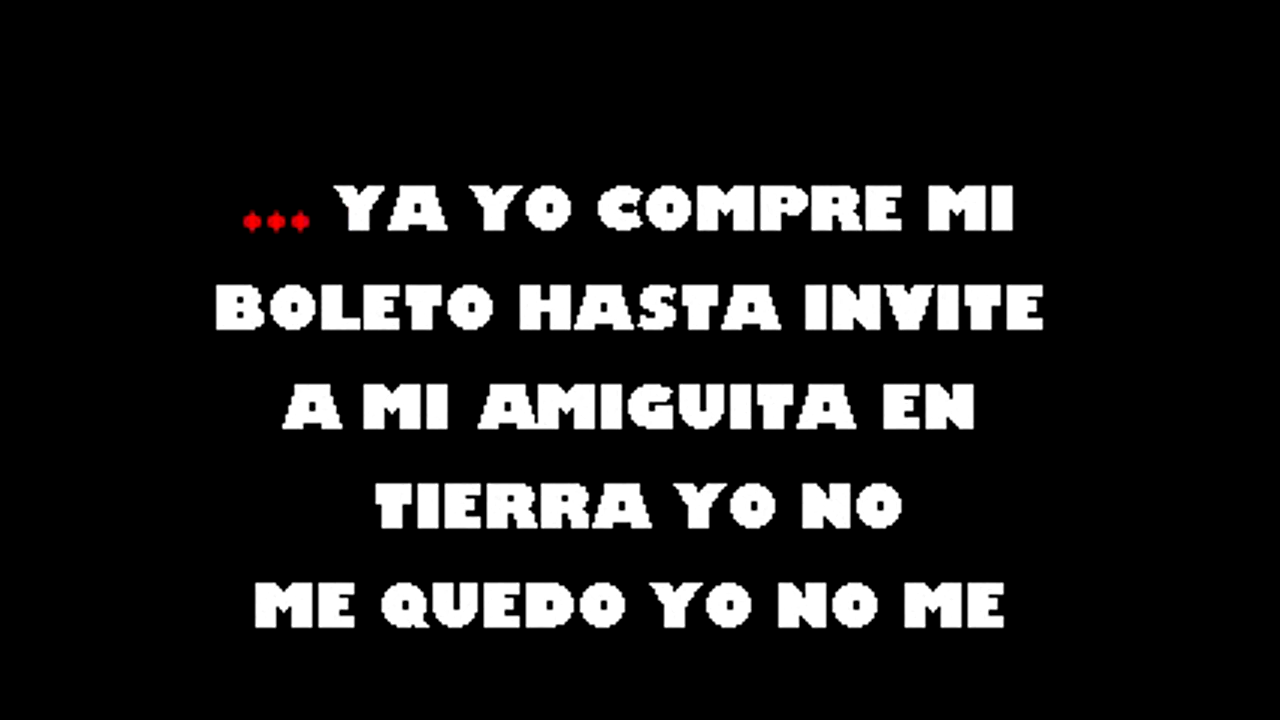 ... YA YO COMPRE MI
BOLETO HASTA INVITE
A MI AMIGUITA EN
TIERRA YO NO
ME QUEDO YO NO ME